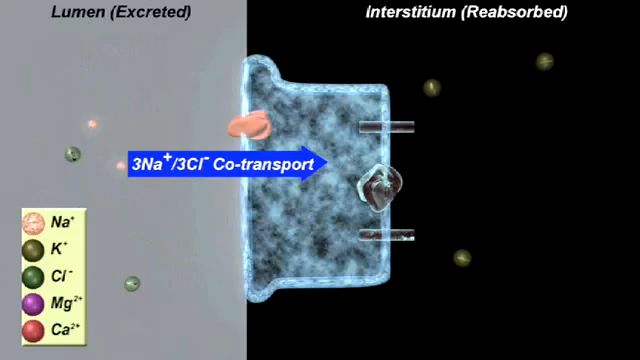 Lumen (Excreted)
Interstitium (Reabsorbed)
3Na⁺/3Cl⁻ Co-transport
Na⁺
K⁺
Cl⁻
Mg²⁺
Ca²⁺